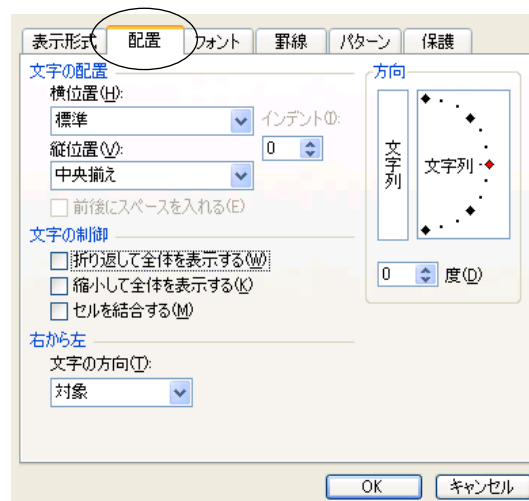 表示形式 配置 フォント 罫線 パターン 保護
文字の配置
横位置(H):
標準
インデント(I):
縦位置(V):
0
中央揃え
前後にスペースを入れる(E)
文字の制御
折り返して全体を表示する(W)
縮小して全体を表示する(K)
セルを結合する(M)
右から左
文字の方向(T):
対象
方向
文字列
文字列
0 度(D)
OK キャンセル